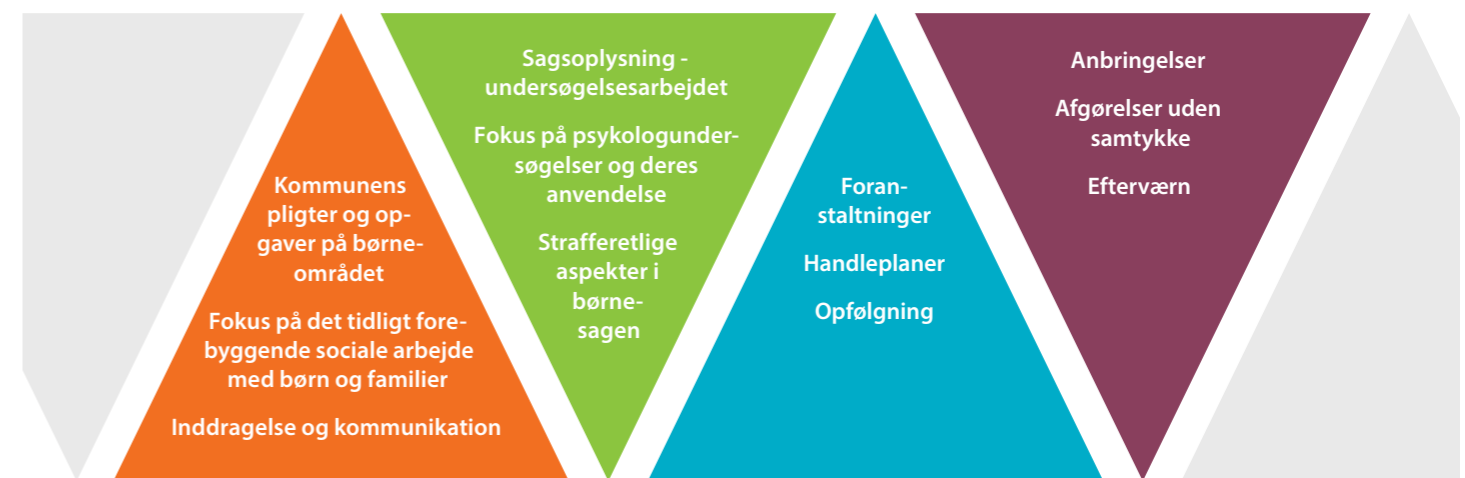 Kommunens
pligter og op-
gaver på børne-
området
Fokus på det tidligt fore-
byggende sociale arbejde
med børn og familier
Inddragelse og kommunikation
Sagsoplysning -
undersøgelsesarbejdet
Fokus på psykologunder-
søgelser og deres
anvendelse
Strafferetlige
aspekter i
børne-
sagen
Foran-
staltninger
Handleplaner
Opfølgning
Anbringelser
Afgørelser uden
samtykke
Efterværn